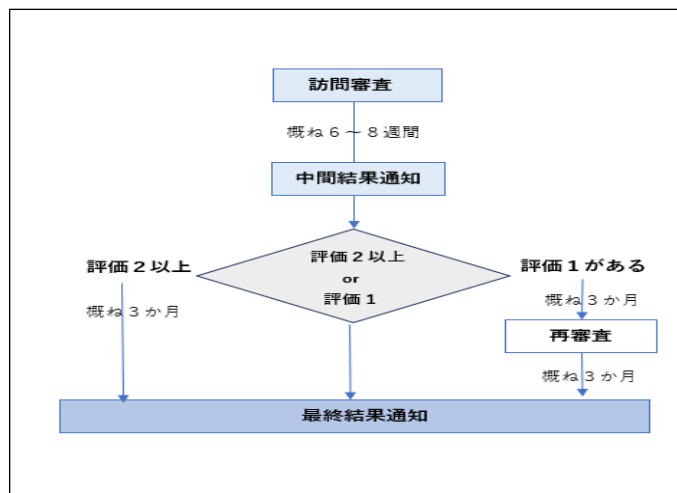 訪問審査
概ね６～８週間
中間結果通知
評価２以上
or
評価１
評価２以上
概ね３か月
評価１がある
概ね３か月
再審査
概ね３か月
最終結果通知